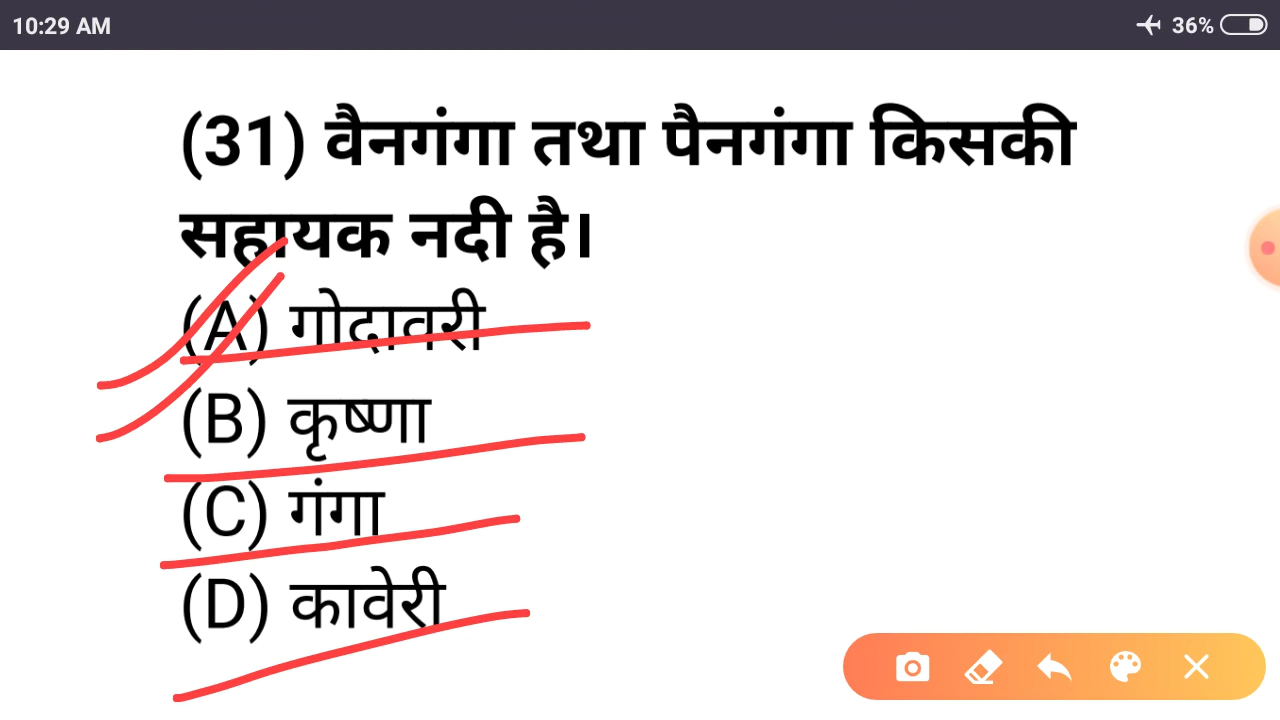 10:29 AM
36%
(31) वैनगंगा तथा पैनगंगा किसकी
सहायक नदी है।
(A) गोदावरी
(B) कृष्णा
(C) गंगा
(D) कावेरी